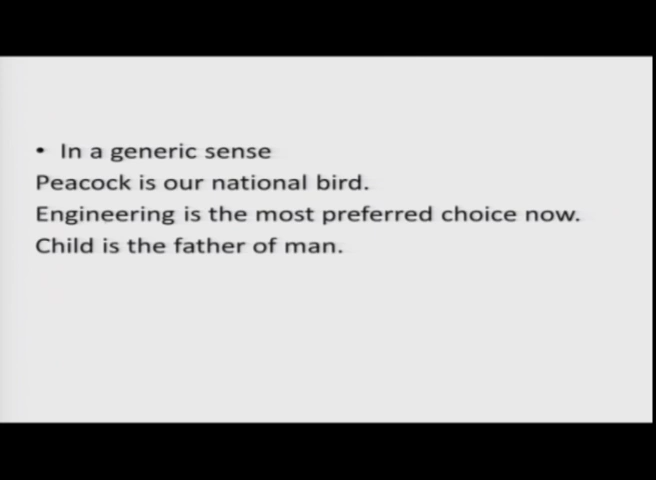 • In a generic sense
Peacock is our national bird.
Engineering is the most preferred choice now.
Child is the father of man.